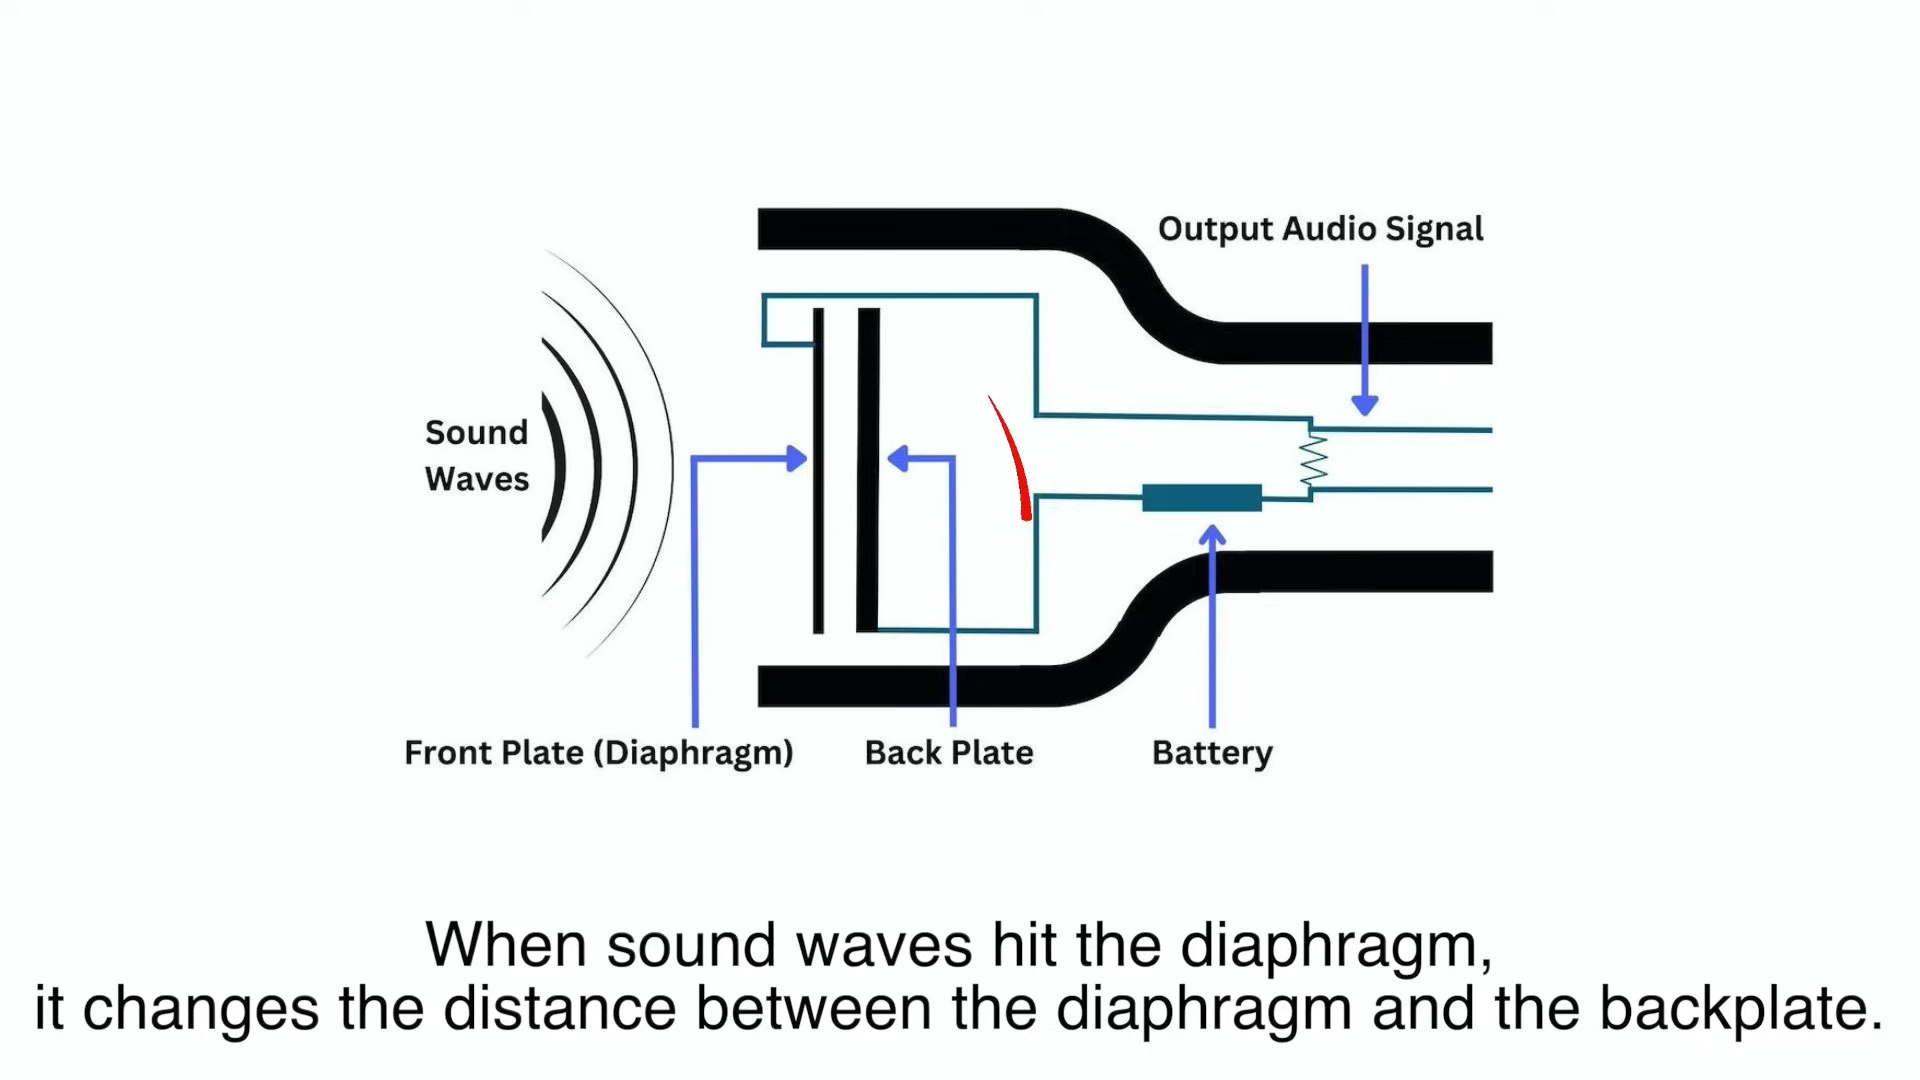 Output Audio Signal
Sound
Waves
Front Plate (Diaphragm)
Back Plate
Battery
When sound waves hit the diaphragm,
it changes the distance between the diaphragm and the backplate.